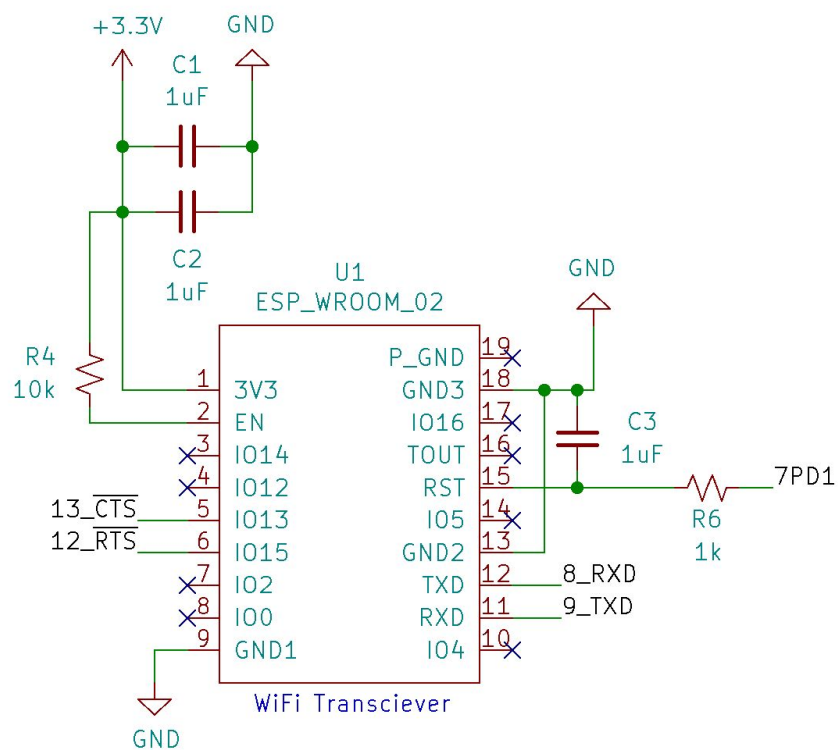 +3.3V
GND
C1
1uF
C2
1uF
U1
ESP_WROOM_02
GND
R4
10k
1 3V3
2 EN
3 IO14
4 IO12
13_CTS 5 IO13
12_RTS 6 IO15
7 IO2
8 IO0
9 GND1
P_GND 19
GND3 18
IO16 17
TOUT 16
RST 15
IO5 14
GND2 13
TXD 12 8_RXD
RXD 11 9_TXD
IO4 10
C3
1uF
7PD1
R6
1k
WiFi Transciever
GND